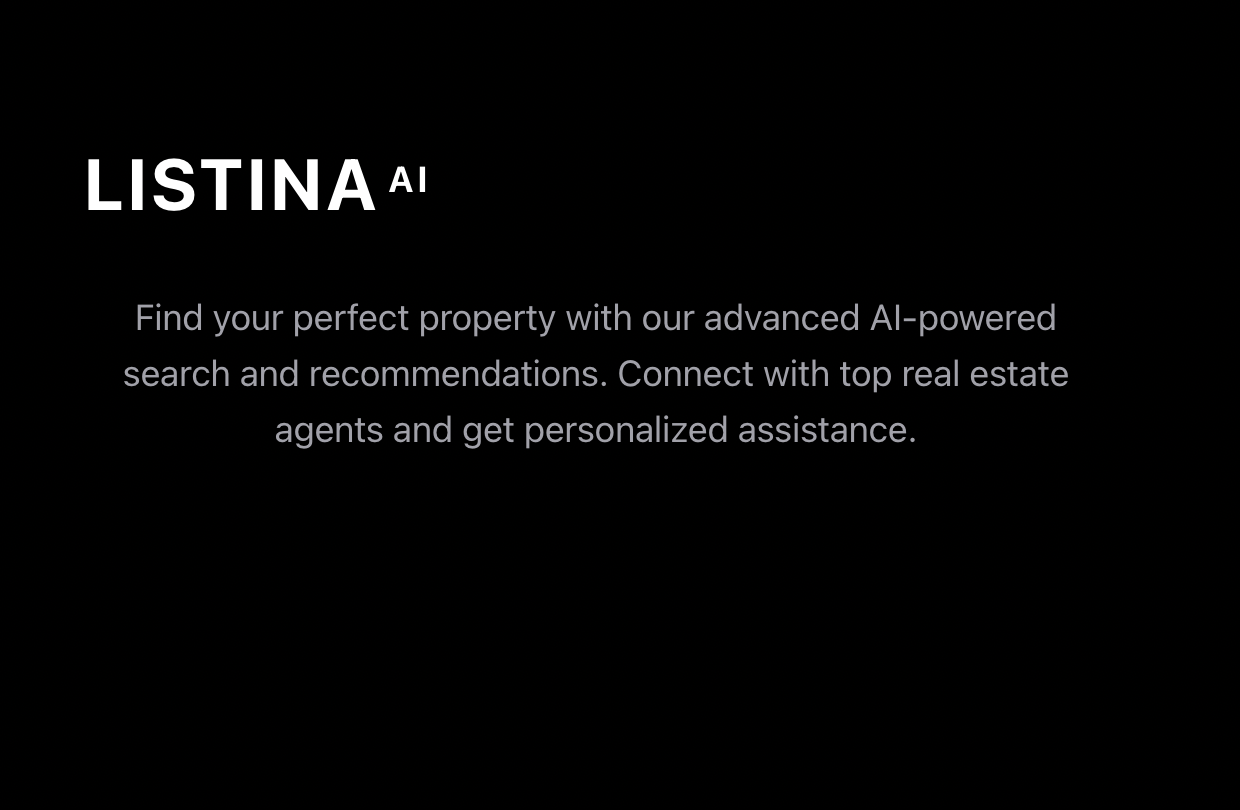 LISTINA AI
Find your perfect property with our advanced AI-powered
search and recommendations. Connect with top real estate
agents and get personalized assistance.